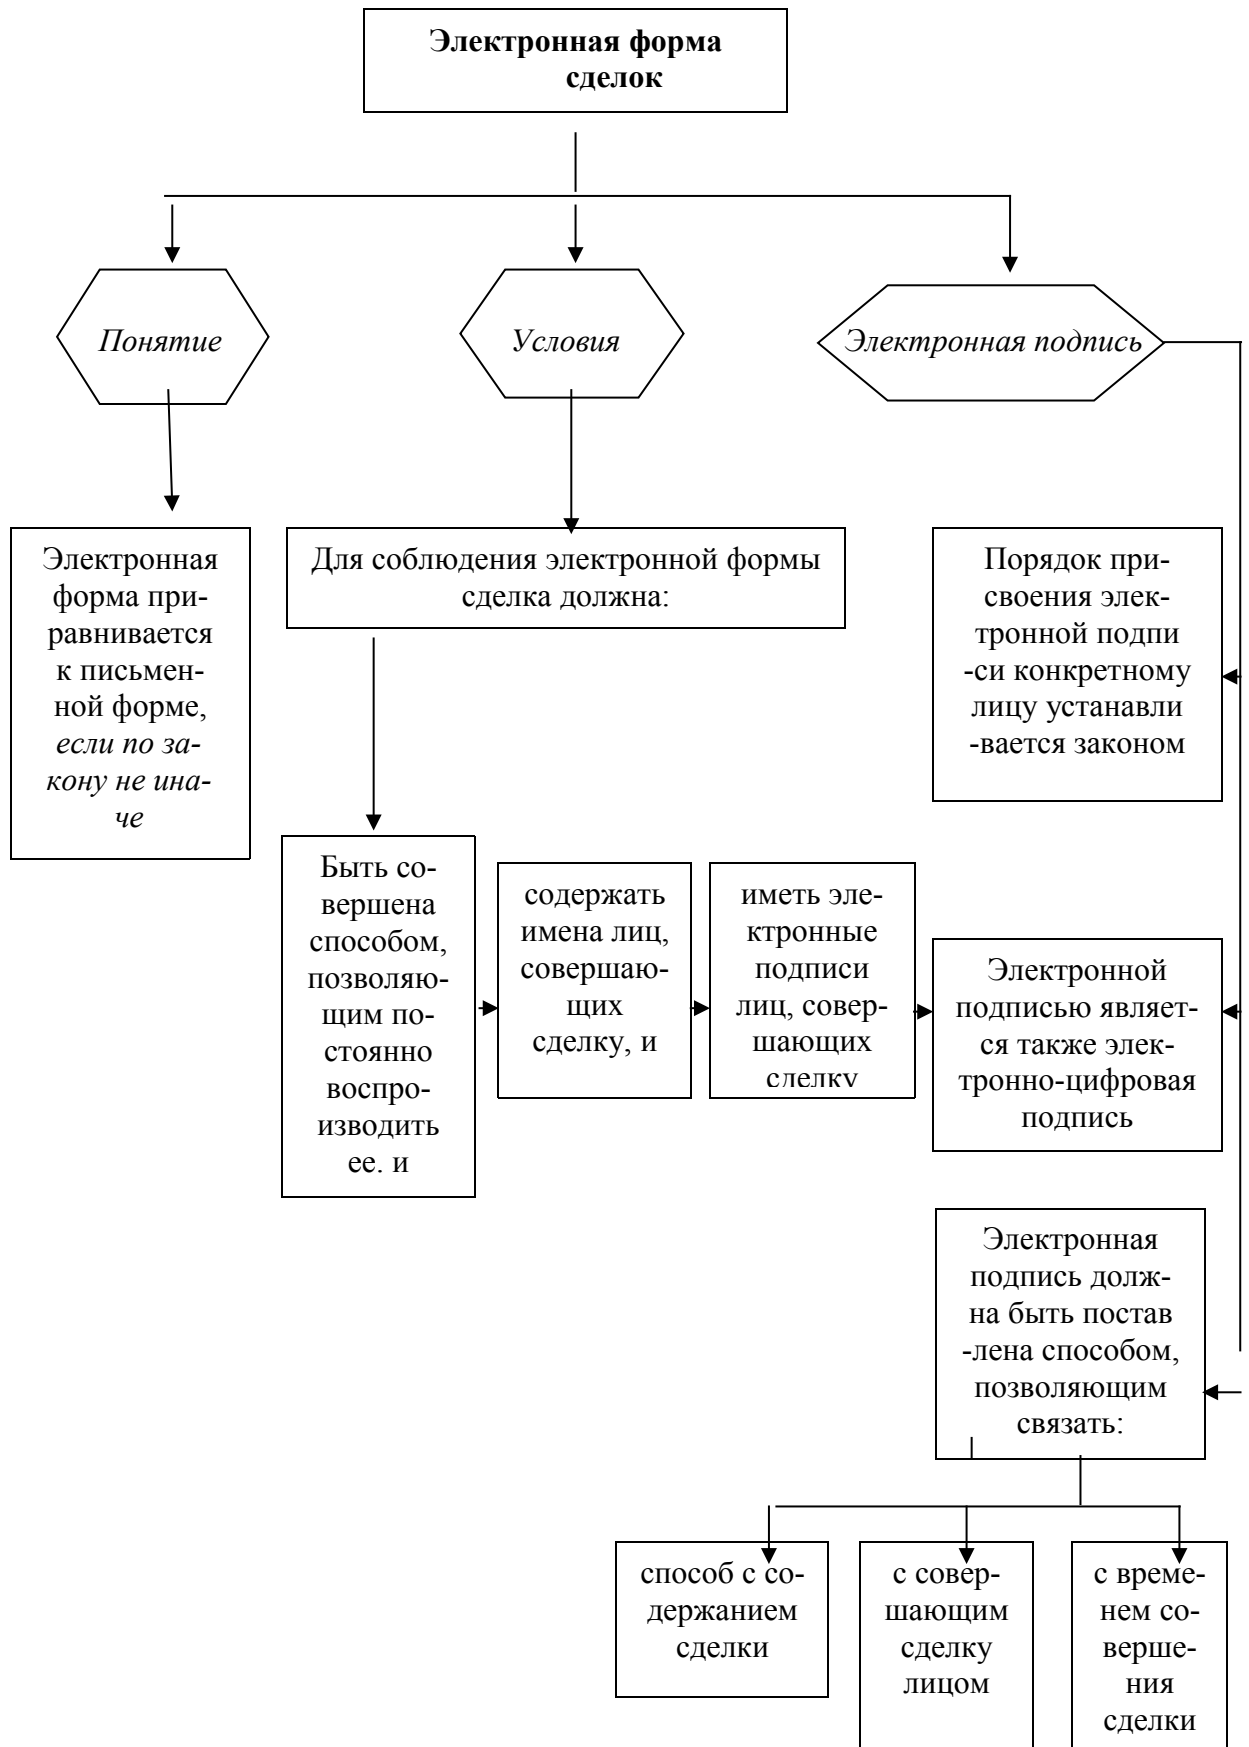 Электронная форма
сделок
Понятие
Условия
Электронная подпись
Электронная
форма при-
равнивается
к письмен-
ной форме,
если по за-
кону не ина-
че
Для соблюдения электронной формы
сделка должна:
Порядок при-
своения элек-
тронной подпи
-си конкретному
лицу устанавли
-вается законом
Быть со-
вершена
способом,
позволяю-
щим по-
стоянно
воспро-
изводить
ее. и
содержать
имена лиц,
совершаю-
щих
сделку, и
иметь эле-
ктронные
подписи
лиц, совер-
шающих
сделку
Электронной
подписью являет-
ся также элек-
тронно-цифровая
подпись
Электронная
подпись долж-
на быть постав
-лена способом,
позволяющим
связать:
способ с со-
держанием
сделки
с совер-
шающим
сделку
лицом
с време-
нем со-
верше-
ния
сделки